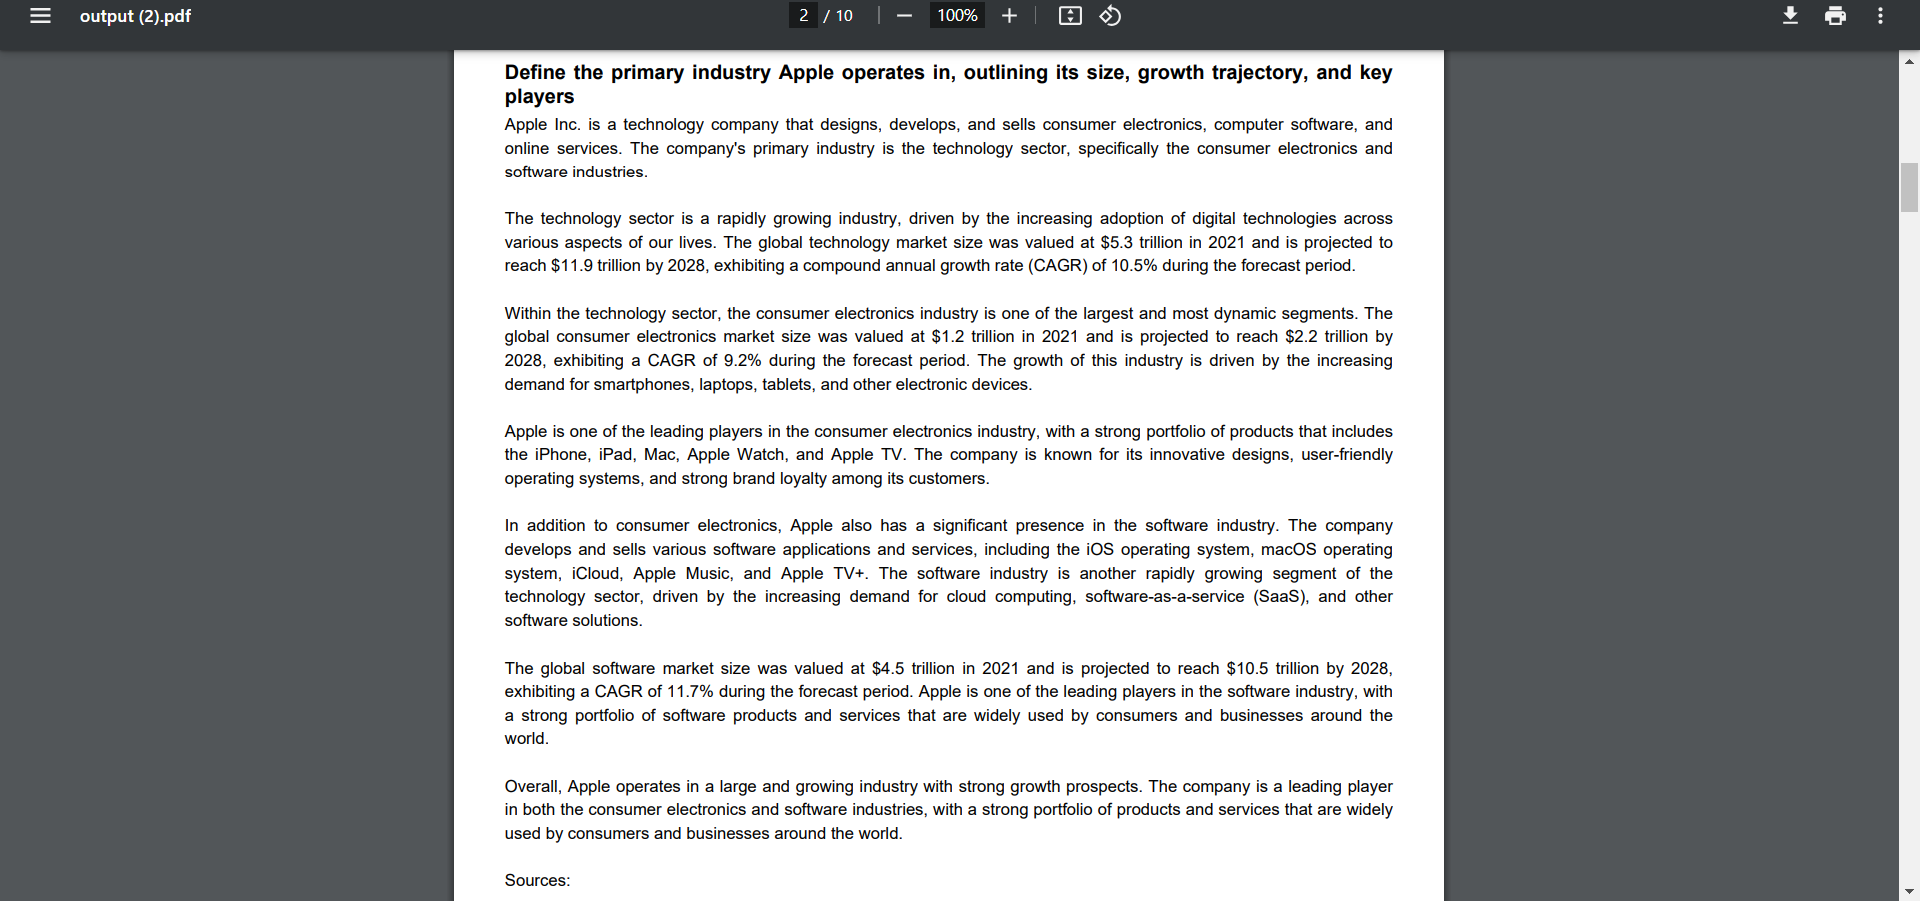 output (2).pdf
2 / 10
100%
Define the primary industry Apple operates in, outlining its size, growth trajectory, and key
players
Apple Inc. is a technology company that designs, develops, and sells consumer electronics, computer software, and
online services. The company's primary industry is the technology sector, specifically the consumer electronics and
software industries.
The technology sector is a rapidly growing industry, driven by the increasing adoption of digital technologies across
various aspects of our lives. The global technology market size was valued at $5.3 trillion in 2021 and is projected to
reach $11.9 trillion by 2028, exhibiting a compound annual growth rate (CAGR) of 10.5% during the forecast period.
Within the technology sector, the consumer electronics industry is one of the largest and most dynamic segments. The
global consumer electronics market size was valued at $1.2 trillion in 2021 and is projected to reach $2.2 trillion by
2028, exhibiting a CAGR of 9.2% during the forecast period. The growth of this industry is driven by the increasing
demand for smartphones, laptops, tablets, and other electronic devices.
Apple is one of the leading players in the consumer electronics industry, with a strong portfolio of products that includes
the iPhone, iPad, Mac, Apple Watch, and Apple TV. The company is known for its innovative designs, user-friendly
operating systems, and strong brand loyalty among its customers.
In addition to consumer electronics, Apple also has a significant presence in the software industry. The company
develops and sells various software applications and services, including the iOS operating system, macOS operating
system, iCloud, Apple Music, and Apple TV+. The software industry is another rapidly growing segment of the
technology sector, driven by the increasing demand for cloud computing, software-as-a-service (SaaS), and other
software solutions.
The global software market size was valued at $4.5 trillion in 2021 and is projected to reach $10.5 trillion by 2028,
exhibiting a CAGR of 11.7% during the forecast period. Apple is one of the leading players in the software industry, with
a strong portfolio of software products and services that are widely used by consumers and businesses around the
world.
Overall, Apple operates in a large and growing industry with strong growth prospects. The company is a leading player
in both the consumer electronics and software industries, with a strong portfolio of products and services that are widely
used by consumers and businesses around the world.
Sources: